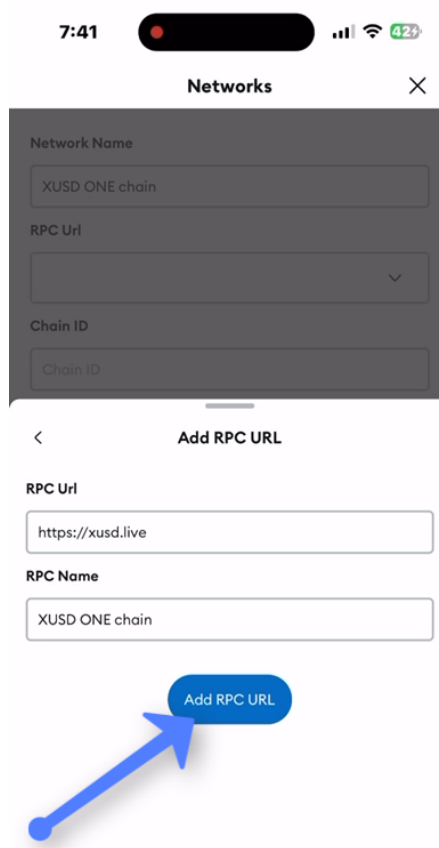 7:41
42
Networks
Network Name
XUSD ONE chain
RPC Url
Chain ID
Chain ID
Add RPC URL
RPC Url
https://xusd.live
RPC Name
XUSD ONE chain
Add RPC URL